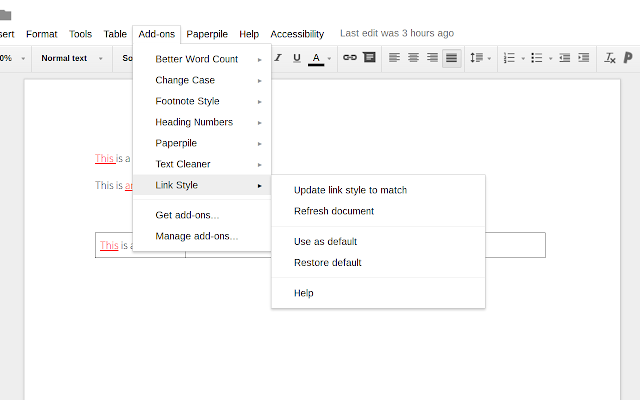 sert Format Tools Table Add-ons Paperpile Help Accessibility Last edit was 3 hours ago
0% Normal text So I U A
Better Word Count
Change Case
Footnote Style
Heading Numbers
Paperpile
Text Cleaner
This is a
Link Style
This is
Update link style to match
Refresh document
Get add-ons...
Manage add-ons...
Use as default
This is a
Restore default
Help